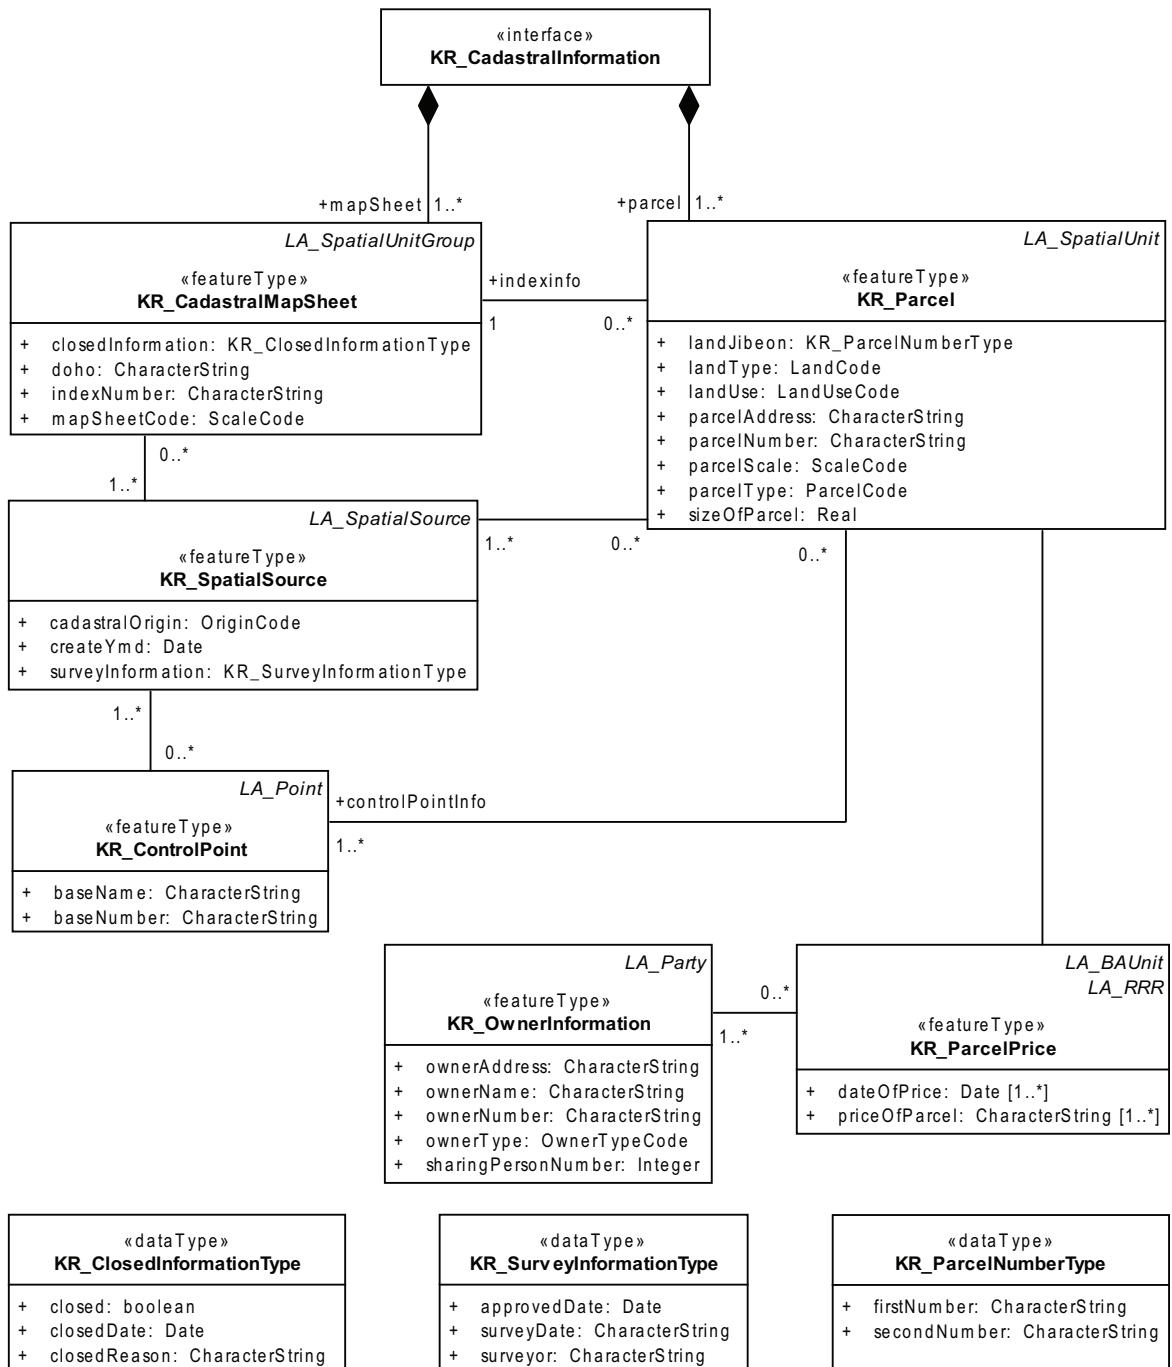 «interface»
KR_CadastralInformation
+mapSheet 1..*
+parcel 1..*
LA_SpatialUnitGroup
«featureType»
KR_CadastralMapSheet
+ closedInformation: KR_ClosedInformationType
+ doho: CharacterString
+ indexNumber: CharacterString
+ mapSheetCode: ScaleCode
+indexinfo
1
0..*
LA_SpatialUnit
«featureType»
KR_Parcel
+ landJibeon: KR_ParcelNumberType
+ landType: LandCode
+ landUse: LandUseCode
+ parcelAddress: CharacterString
+ parcelNumber: CharacterString
+ parcelScale: ScaleCode
+ parcelType: ParcelCode
+ sizeOfParcel: Real
0..*
1..*
LA_SpatialSource
«featureType»
KR_SpatialSource
+ cadastralOrigin: OriginCode
+ createYmd: Date
+ surveyInformation: KR_SurveyInformationType
1..*
0..*
0..*
1..*
0..*
LA_Point
«featureType»
KR_ControlPoint
+ baseName: CharacterString
+ baseNumber: CharacterString
+controlPointInfo
1..*
LA_Party
«featureType»
KR_OwnerInformation
+ ownerAddress: CharacterString
+ ownerName: CharacterString
+ ownerNumber: CharacterString
+ ownerType: OwnerTypeCode
+ sharingPersonNumber: Integer
0..*
1..*
LA_BAUnit
LA_RRR
«featureType»
KR_ParcelPrice
+ dateOfPrice: Date [1..*]
+ priceOfParcel: CharacterString [1..*]
«dataType»
KR_ClosedInformationType
+ closed: boolean
+ closedDate: Date
+ closedReason: CharacterString
«dataType»
KR_SurveyInformationType
+ approvedDate: Date
+ surveyDate: CharacterString
+ surveyor: CharacterString
«dataType»
KR_ParcelNumberType
+ firstNumber: CharacterString
+ secondNumber: CharacterString